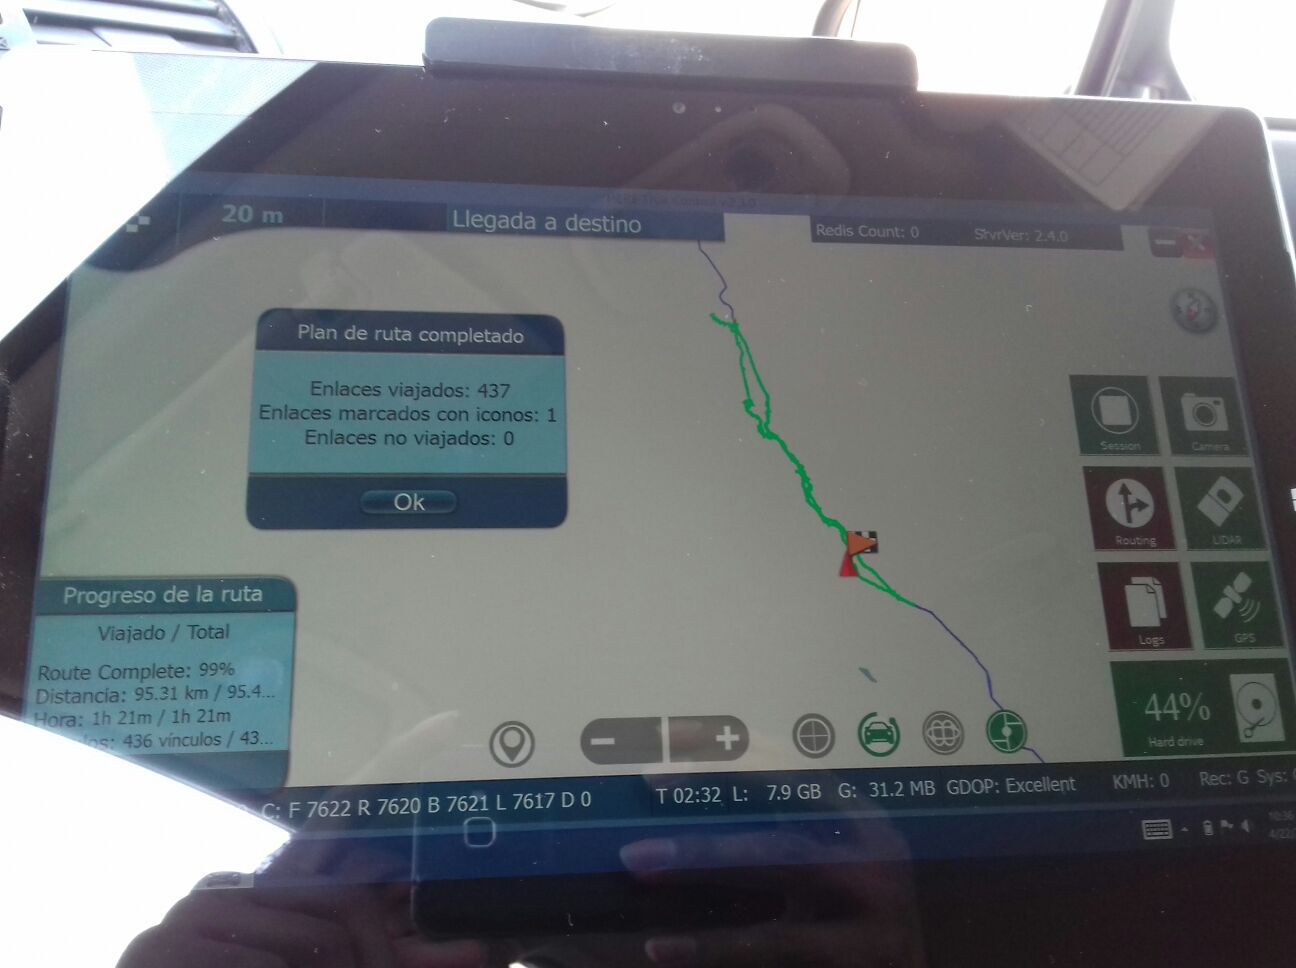 20 m
Llegada a destino
Redis Count: 0
SrvrVer: 2.4.0
Plan de ruta completado
Enlaces viajados: 437
Enlaces marcados con iconos: 1
Enlaces no viajados: 0
Ok
Session
Camera
Routing
LIDAR
Logs
GPS
44%
Hard drive
Progreso de la ruta
Viajado / Total
Route Complete: 99%
Distancia: 95.31 km / 95.4...
Hora: 1h 21m / 1h 21m
436 vínculos / 43...
C: F 7622 R 7620 B 7621 L 7617 D 0
T 02:32 L: 7.9 GB G: 31.2 MB GDOP: Excellent
KMH: 0
Rec: G Sys:
10:36